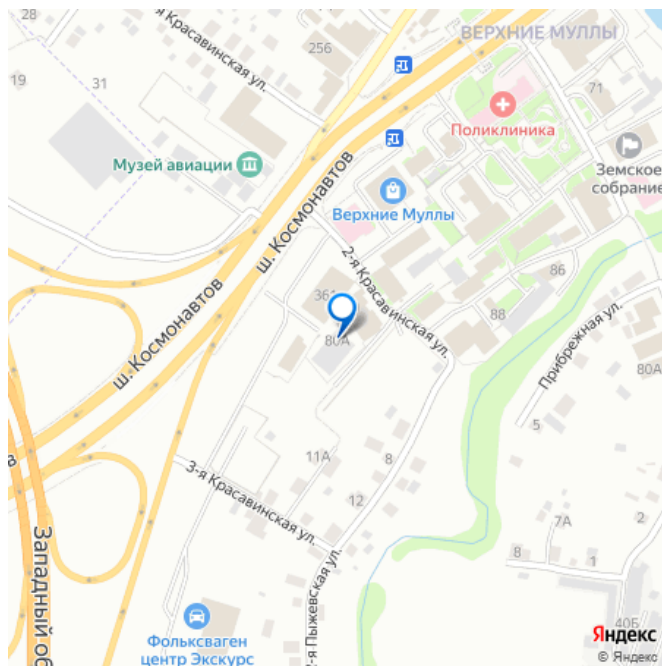 28
2-я Красавинская ул.
256
ВЕРХНИЕ МУЛЛЫ
19
31
71
Поликлиника
Музей авиации
ш. Космонавтов
Земское
собрание
Верхние Муллы
86
361
2-я Красавинская ул.
88
80А
Прибрежная ул.
80А
ш. Космонавтов
5
11А
8
3-я Красавинская ул.
12
2
7А
8
1
Западный об
-я Пыжевская ул.
40Б
Фольксваген
центр Экскурс
Яндекс
© Яндекс